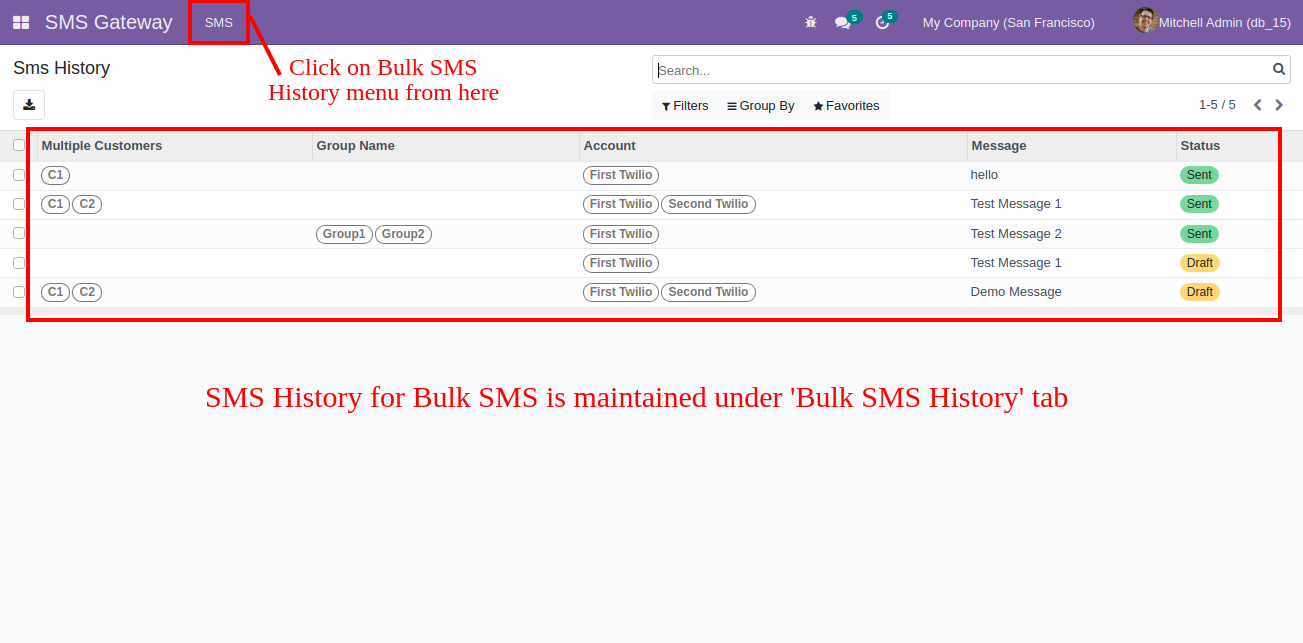 SMS Gateway SMS 5 5 My Company (San Francisco) Mitchell Admin (db_15)
Sms History
Click on Bulk SMS
History menu from here
Search...
Filters Group By Favorites 1-5 / 5
Multiple Customers Group Name Account Message Status
C1 First Twilio hello Sent
C1 C2 First Twilio Second Twilio Test Message 1 Sent
Group1 Group2 First Twilio Test Message 2 Sent
First Twilio Test Message 1 Draft
C1 C2 First Twilio Second Twilio Demo Message Draft
SMS History for Bulk SMS is maintained under 'Bulk SMS History' tab